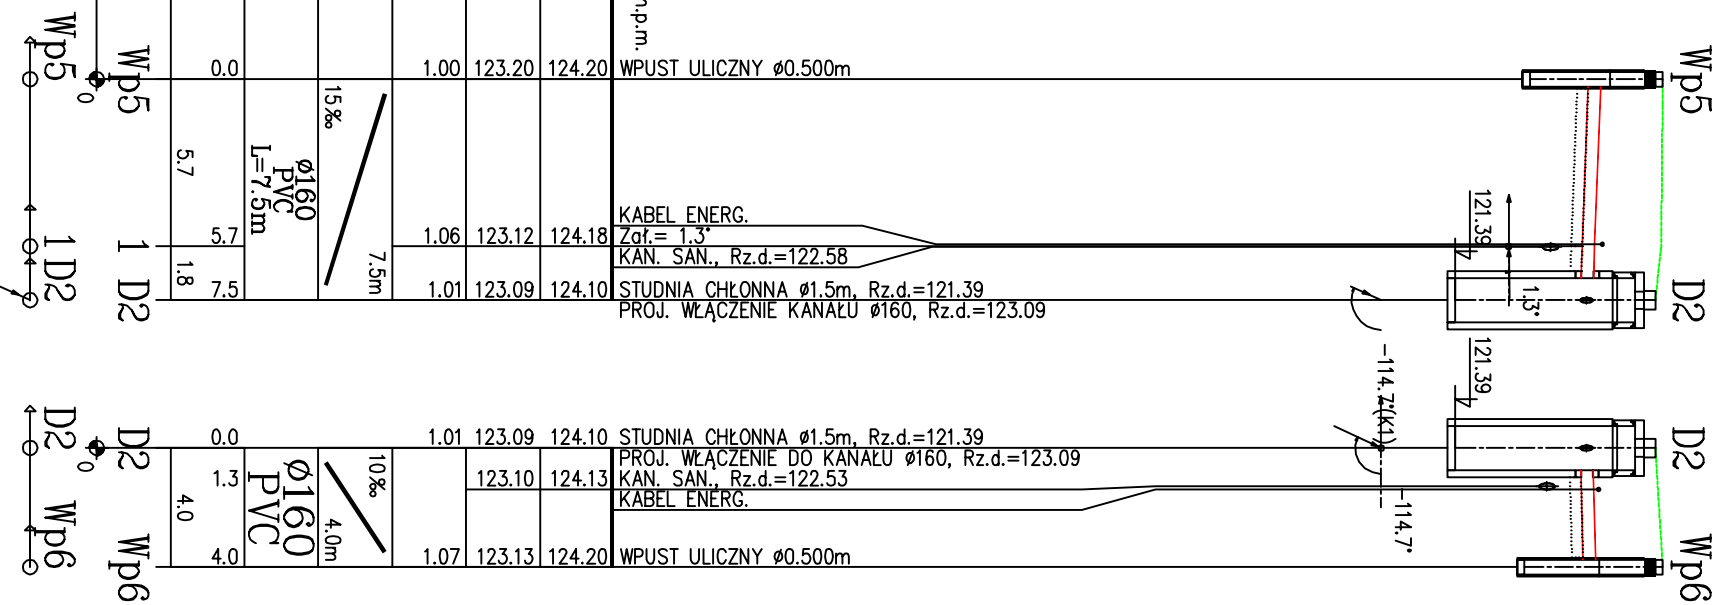 n.p.m.
Wp5
Wp5
0
0.0
1.00
123.20
124.20
WPUST ULICZNY ø0.500m
Wp5
15‰
7.5m
ø160
PVC
L=7.5m
5.7
1.8
1
1
5.7
1.06
123.12
124.18
KABEL ENERG.
Zał.= 1.3°
KAN. SAN., Rz.d.=122.58
121.39
1.3°
D2
D2
7.5
1.01
123.09
124.10
STUDNIA CHŁONNA ø1.5m, Rz.d.=121.39
PROJ. WŁĄCZENIE KANAŁU ø160, Rz.d.=123.09
D2
-114.7°(K1)
121.39
D2
D2
0
0.0
1.01
123.09
124.10
STUDNIA CHŁONNA ø1.5m, Rz.d.=121.39
PROJ. WŁĄCZENIE DO KANAŁU ø160, Rz.d.=123.09
D2
1.3
123.10
124.13
KAN. SAN., Rz.d.=122.53
KABEL ENERG.
-114.7°
10‰
4.0m
Ø160
PVC
4.0
Wp6
Wp6
4.0
1.07
123.13
124.20
WPUST ULICZNY ø0.500m
Wp6